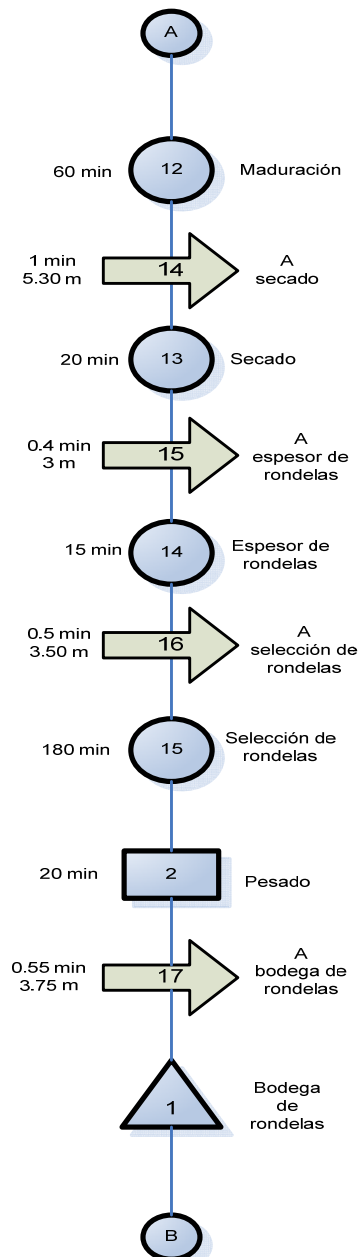 A
60 min
12
Maduración
1 min
5.30 m
14
A
secado
20 min
13
Secado
0.4 min
3 m
15
A
espesor de
rondelas
15 min
14
Espesor de
rondelas
0.5 min
3.50 m
16
A
selección de
rondelas
180 min
15
Selección de
rondelas
20 min
2
Pesado
0.55 min
3.75 m
17
A
bodega de
rondelas
1
Bodega
de
rondelas
B